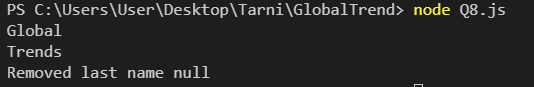 PS C:\Users\User\Desktop\Tarni\GlobalTrend> node Q8.js
Global
Trends
Removed last name null